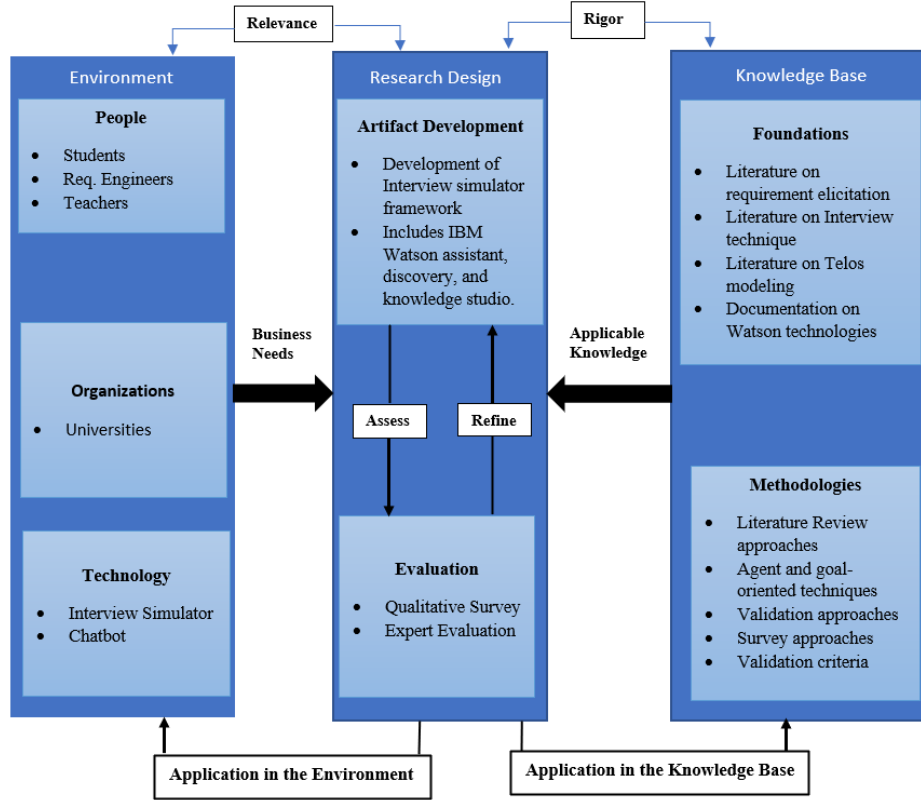 Relevance
Rigor
Environment
People
• Students
• Req. Engineers
• Teachers
Organizations
• Universities
Technology
• Interview Simulator
• Chatbot
Business
Needs
Research Design
Artifact Development
• Development of
Interview simulator
framework
• Includes IBM
Watson assistant,
discovery, and
knowledge studio.
Assess
Refine
Evaluation
• Qualitative Survey
• Expert Evaluation
Applicable
Knowledge
Knowledge Base
Foundations
• Literature on
requirement elicitation
• Literature on Interview
technique
• Literature on Telos
modeling
• Documentation on
Watson technologies
Methodologies
• Literature Review
approaches
• Agent and goal-
oriented techniques
• Validation approaches
• Survey approaches
• Validation criteria
Application in the Environment
Application in the Knowledge Base